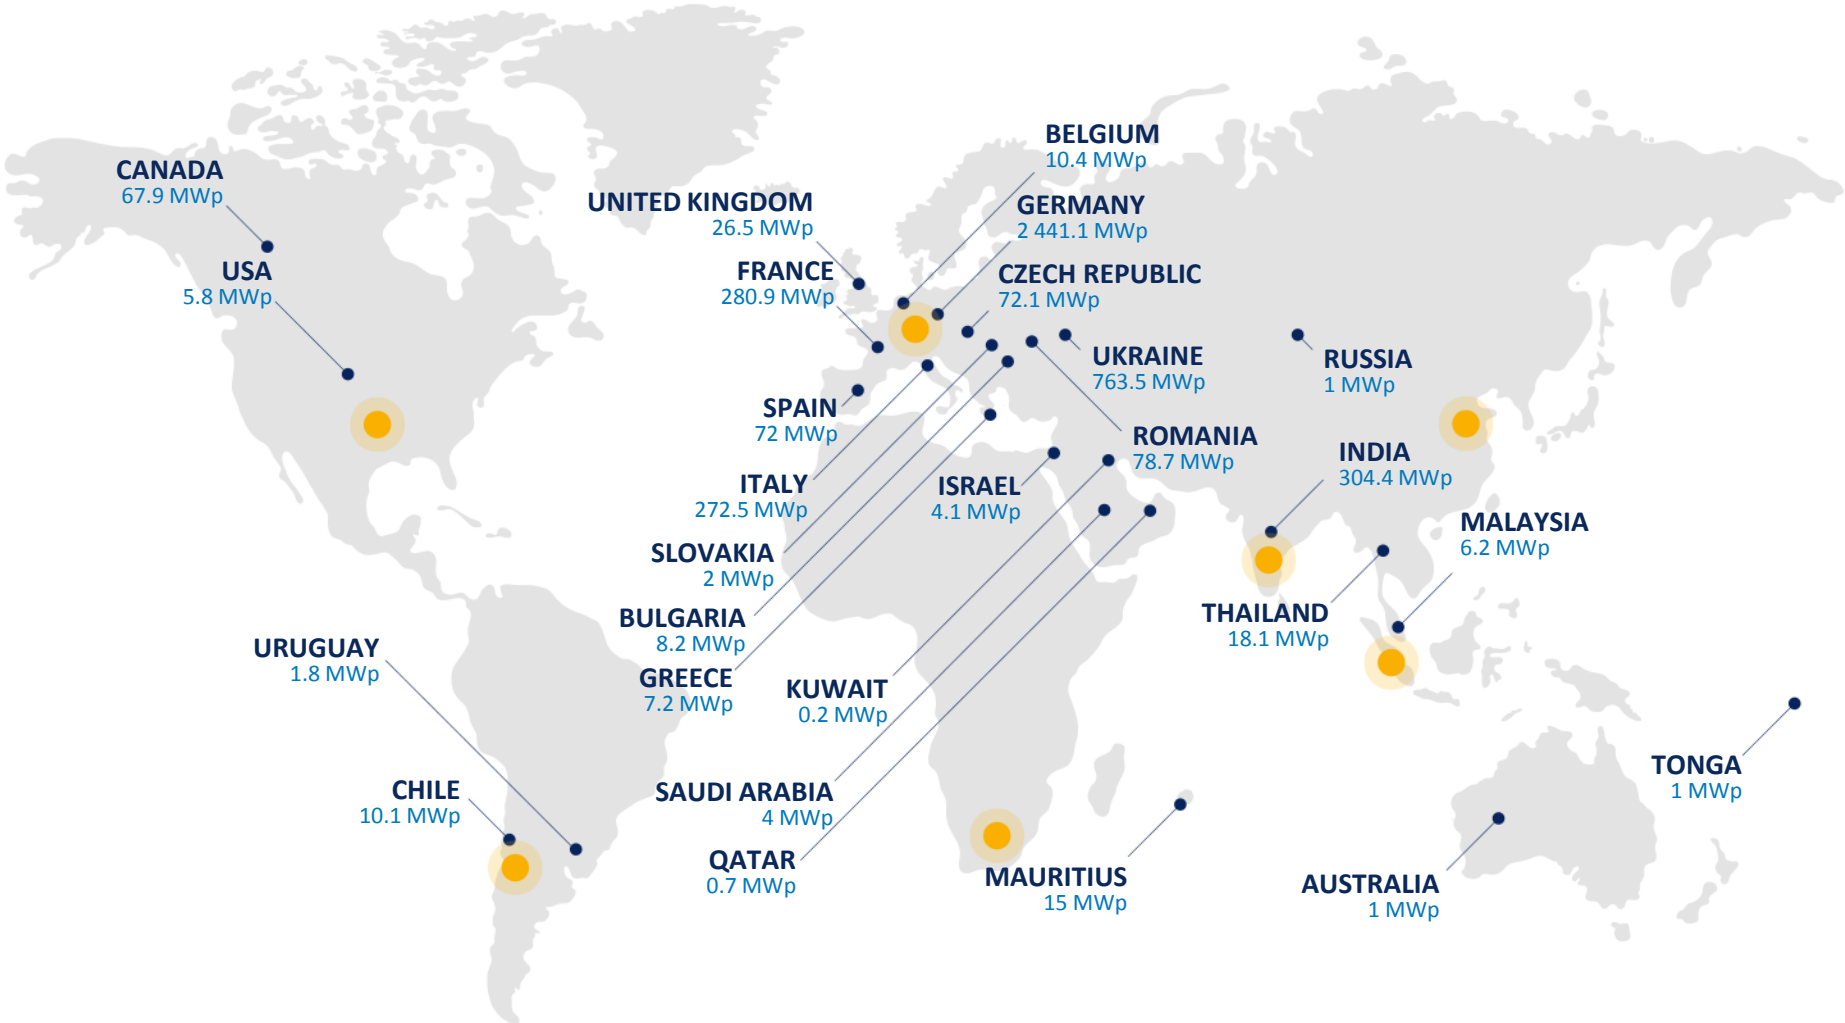 BELGIUM
10.4 MWp
CANADA
67.9 MWp
UNITED KINGDOM
26.5 MWp
GERMANY
2 441.1 MWp
USA
5.8 MWp
FRANCE
280.9 MWp
CZECH REPUBLIC
72.1 MWp
UKRAINE
763.5 MWp
RUSSIA
1 MWp
SPAIN
72 MWp
ROMANIA
78.7 MWp
INDIA
304.4 MWp
ITALY
272.5 MWp
ISRAEL
4.1 MWp
MALAYSIA
6.2 MWp
SLOVAKIA
2 MWp
THAILAND
18.1 MWp
BULGARIA
8.2 MWp
URUGUAY
1.8 MWp
GREECE
7.2 MWp
KUWAIT
0.2 MWp
TONGA
1 MWp
CHILE
10.1 MWp
SAUDI ARABIA
4 MWp
QATAR
0.7 MWp
MAURITIUS
15 MWp
AUSTRALIA
1 MWp